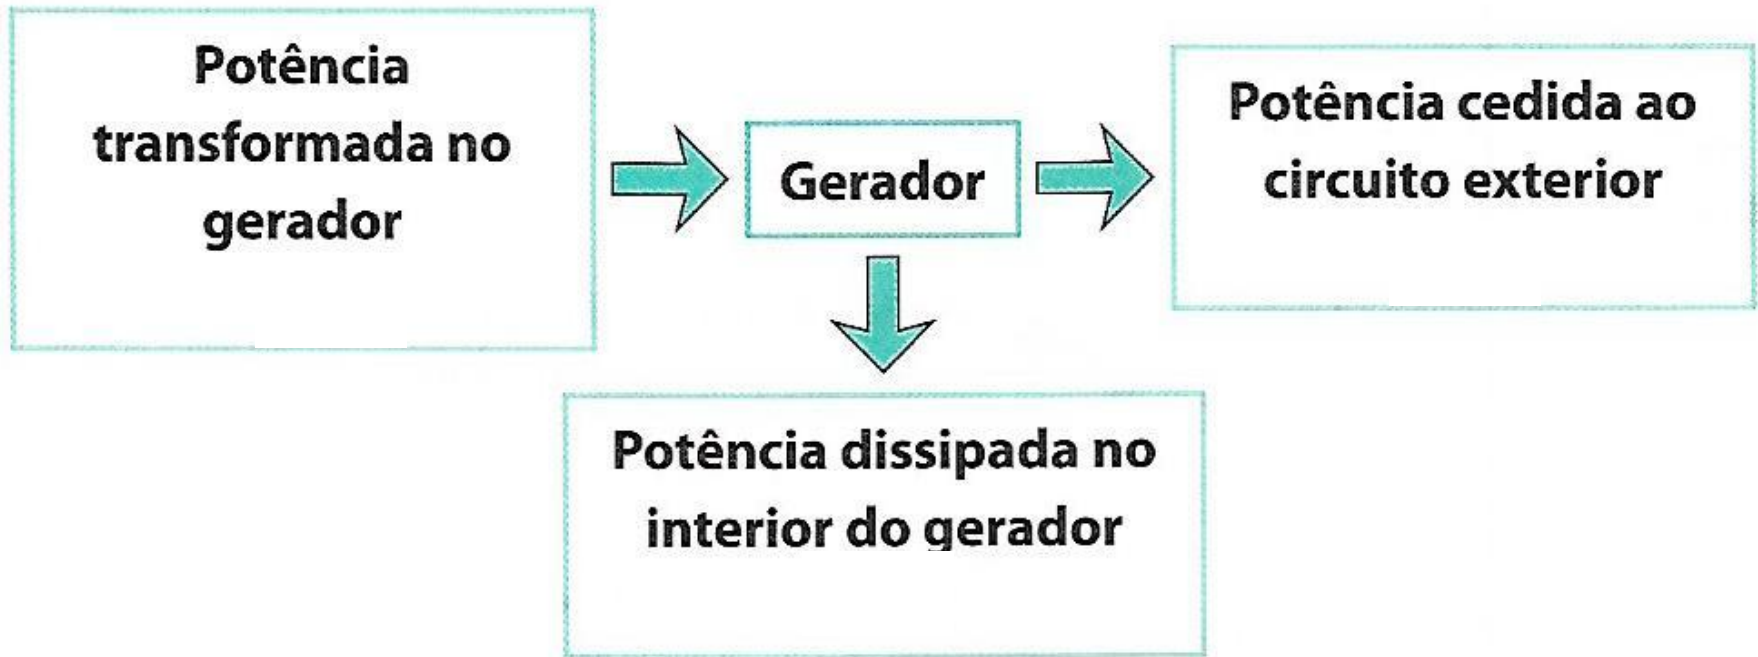 Potência
transformada no
gerador
Gerador
Potência cedida ao
circuito exterior
Potência dissipada no
interior do gerador